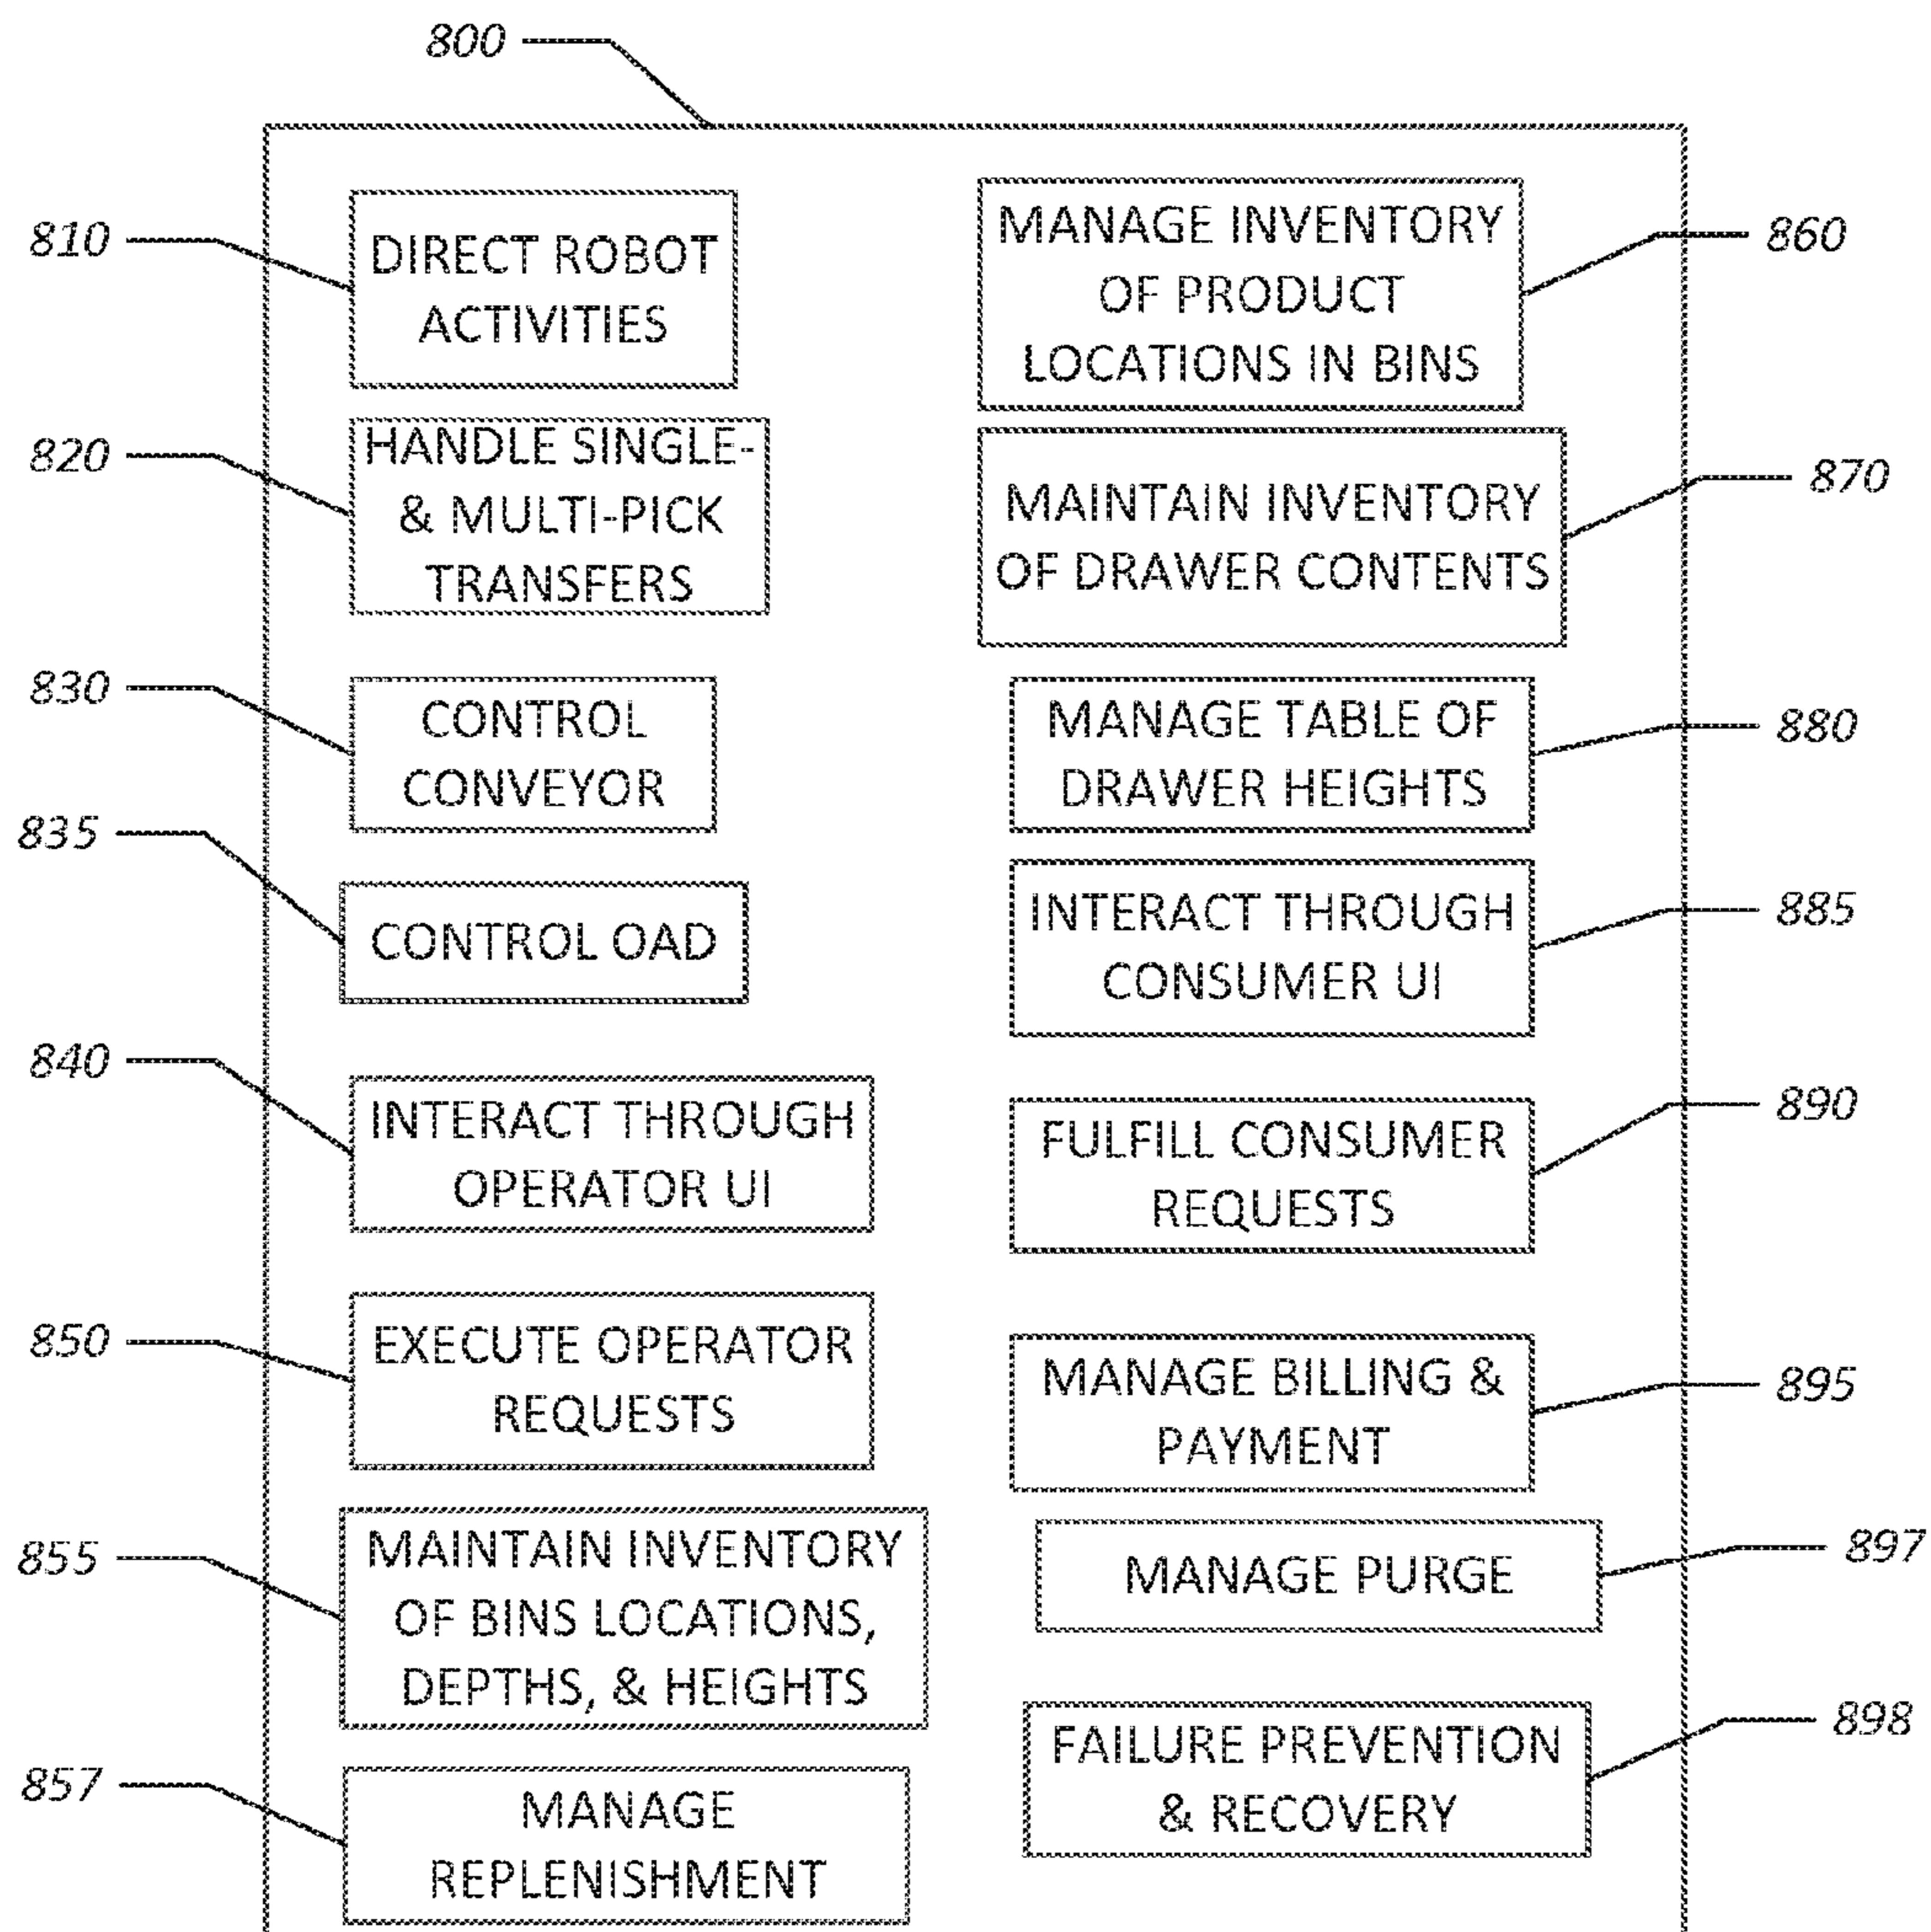 800
810
DIRECT ROBOT
ACTIVITIES
820
HANDLE SINGLE-
& MULTI-PICK
TRANSFERS
830
CONTROL
CONVEYOR
835
CONTROL OAD
840
INTERACT THROUGH
OPERATOR UI
850
EXECUTE OPERATOR
REQUESTS
855
MAINTAIN INVENTORY
OF BINS LOCATIONS,
DEPTHS, & HEIGHTS
857
MANAGE
REPLENISHMENT
MANAGE INVENTORY
OF PRODUCT
LOCATIONS IN BINS
860
MAINTAIN INVENTORY
OF DRAWER CONTENTS
870
MANAGE TABLE OF
DRAWER HEIGHTS
880
INTERACT THROUGH
CONSUMER UI
885
FULFILL CONSUMER
REQUESTS
890
MANAGE BILLING &
PAYMENT
895
MANAGE PURGE
897
FAILURE PREVENTION
& RECOVERY
898